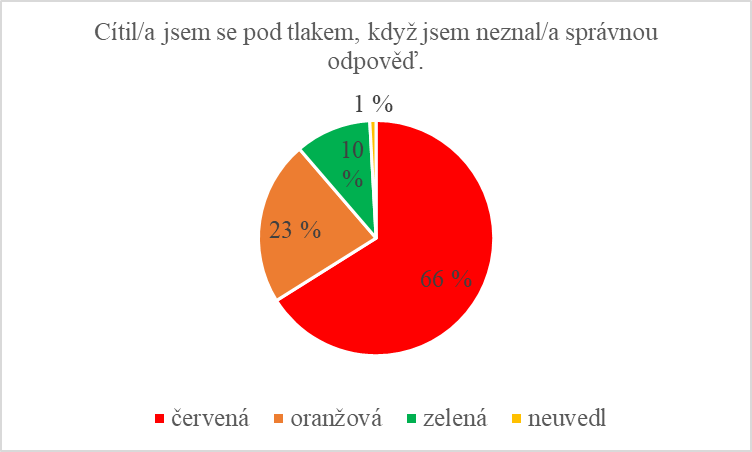 Cítil/a jsem se pod tlakem, když jsem neznal/a správnou
odpověď.
1 %
10
%
23 %
66 %
červená oranžová zelená neuvedl